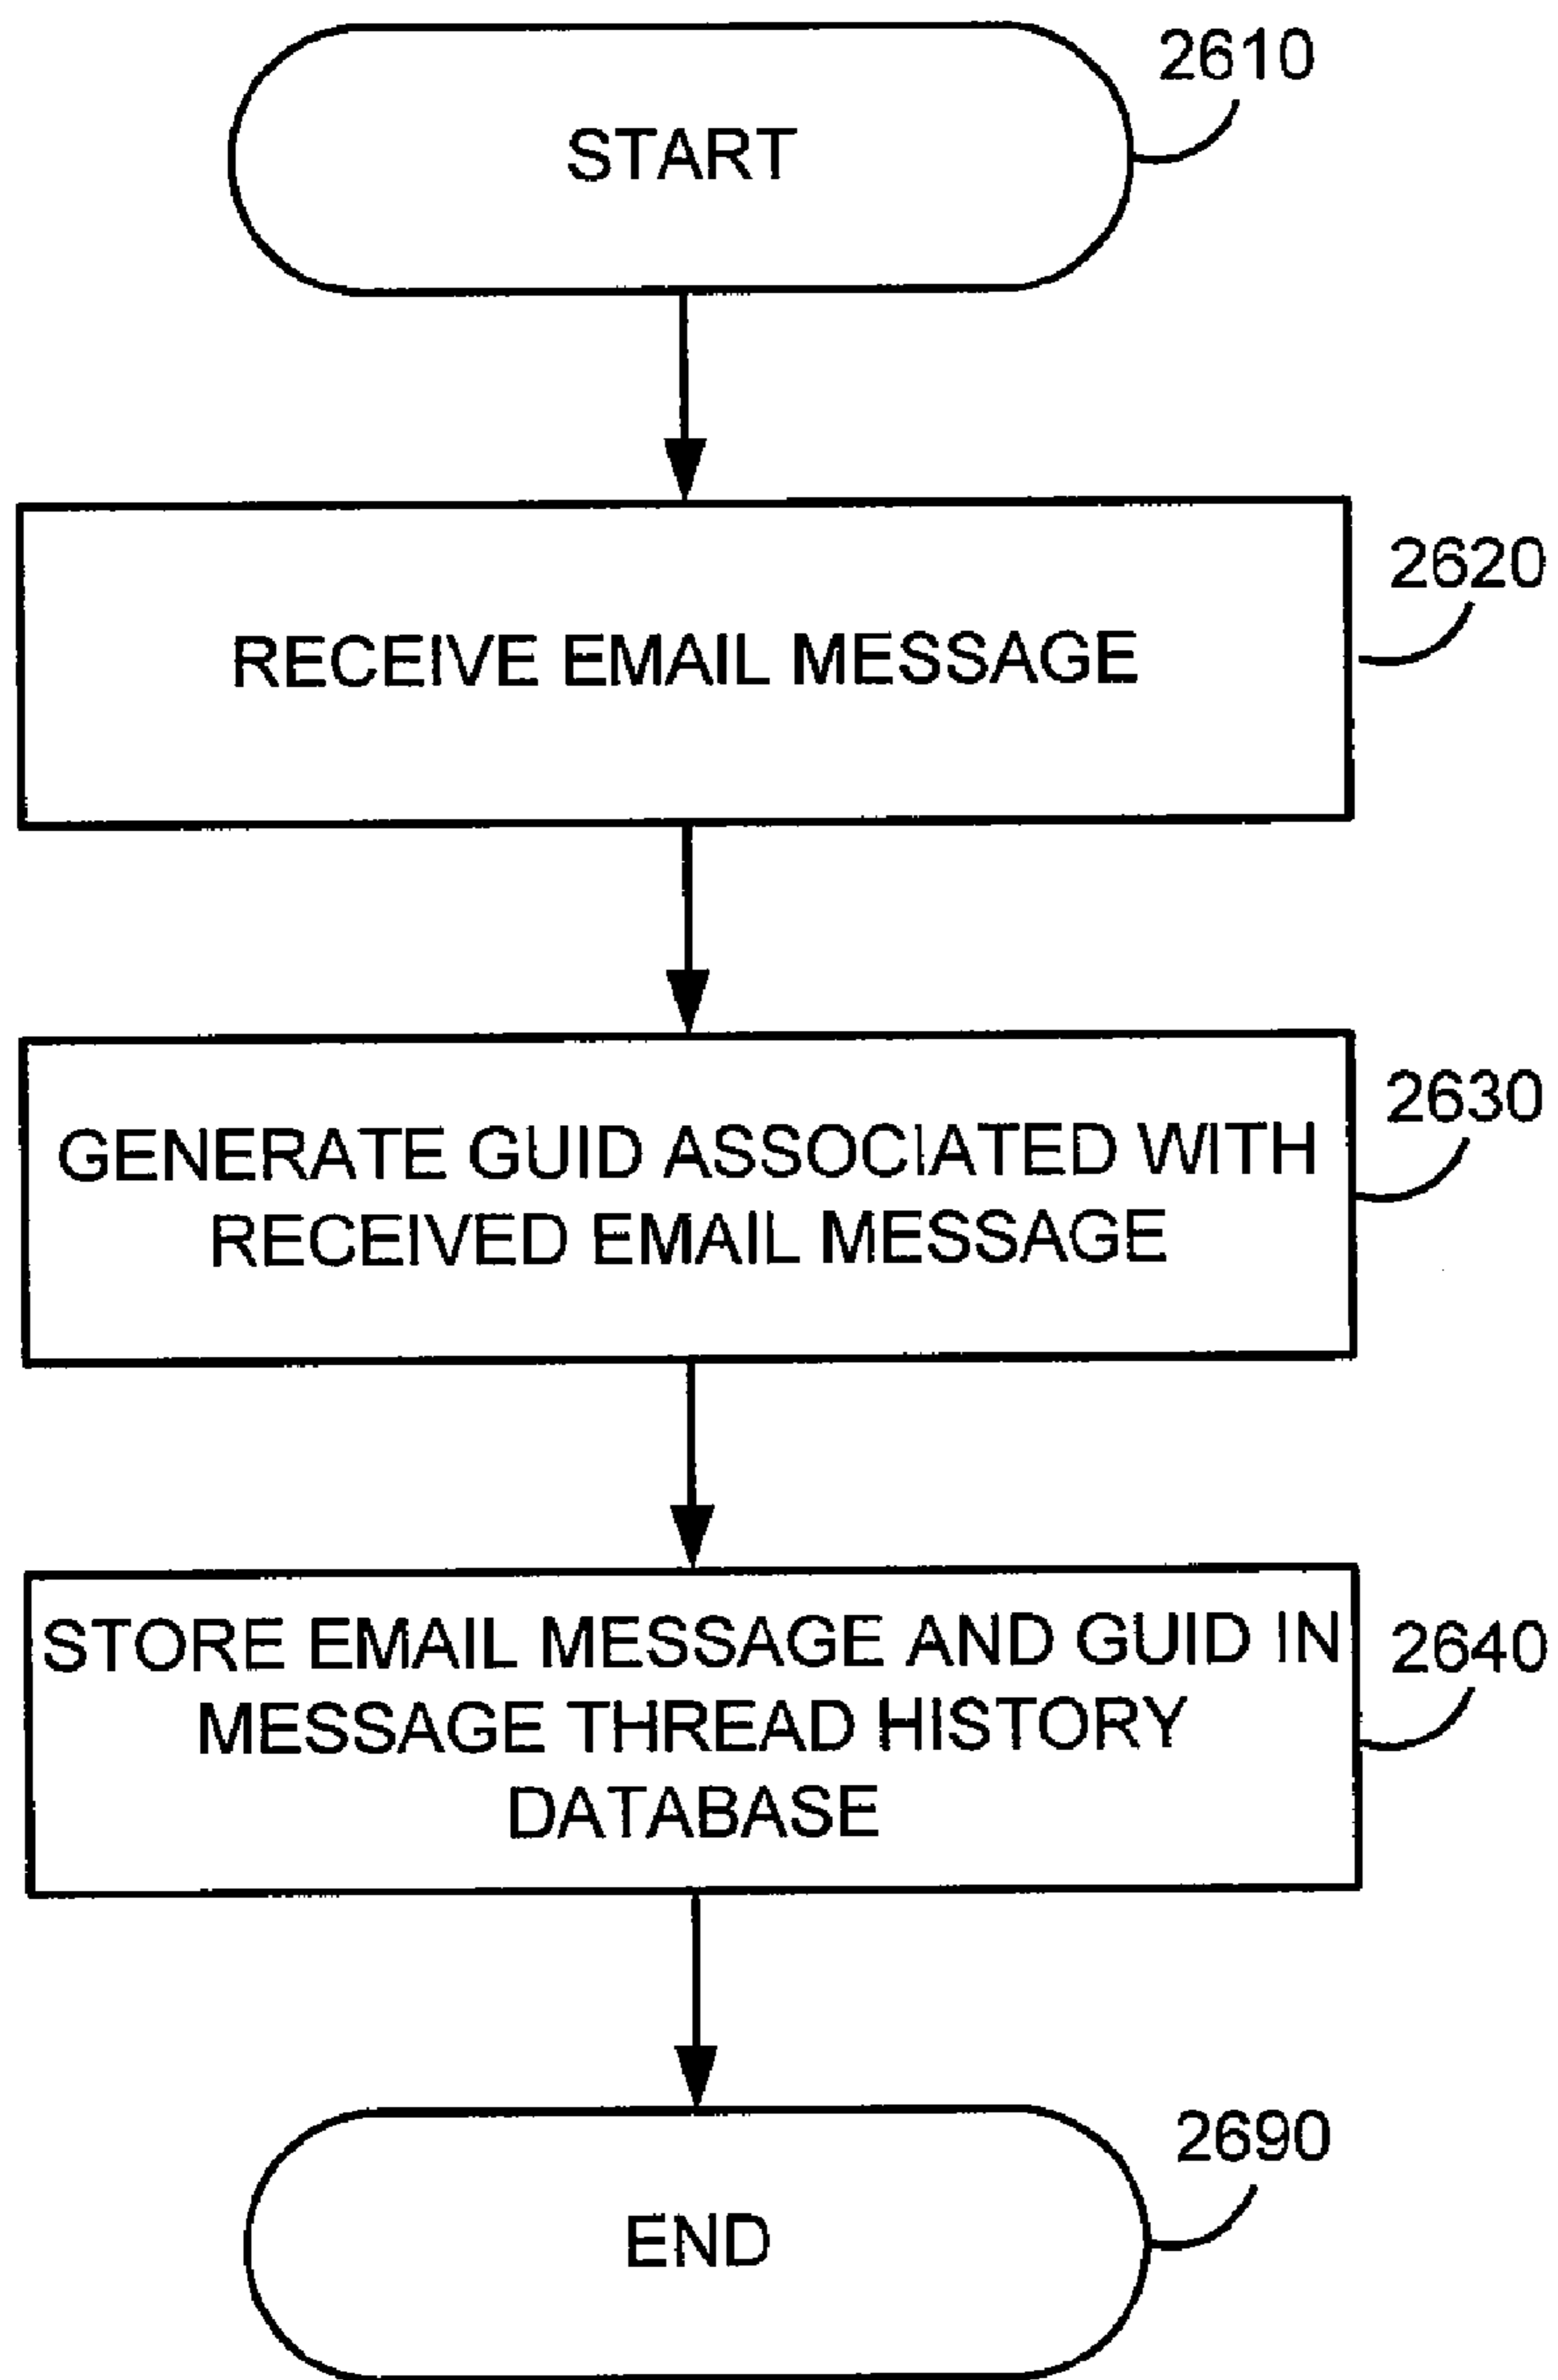 2610
START
2620
RECEIVE EMAIL MESSAGE
2630
GENERATE GUID ASSOCIATED WITH
RECEIVED EMAIL MESSAGE
2640
STORE EMAIL MESSAGE AND GUID IN
MESSAGE THREAD HISTORY
DATABASE
2690
END